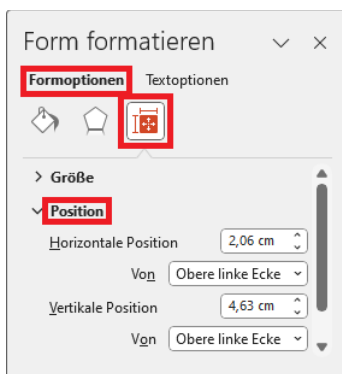 Form formatieren
Formoptionen Textoptionen
Größe
Position
Horizontale Position 2,06 cm
Von Obere linke Ecke
Vertikale Position 4,63 cm
Von Obere linke Ecke